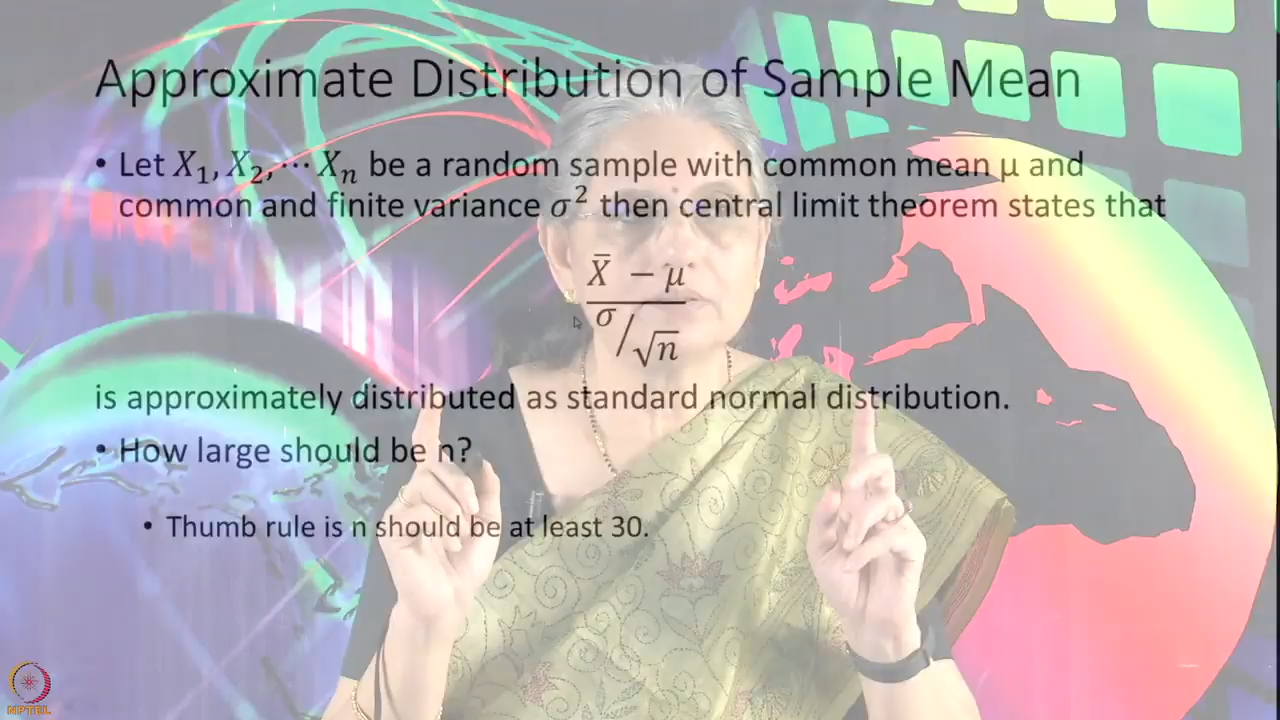 Approximate Distribution of Sample Mean
• Let X₁, X₂, ⋯ Xₙ be a random sample with common mean μ and
common and finite variance σ² then central limit theorem states that
X̄ − μ
σ/√n
is approximately distributed as standard normal distribution.
• How large should be n?
• Thumb rule is n should be at least 30.
NPTEL